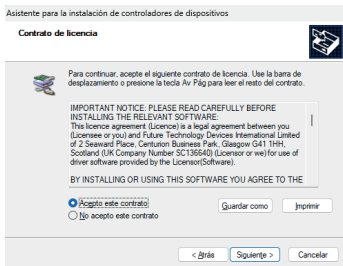 Asistente para la instalación de controladores de dispositivos
Contrato de licencia
Para continuar, acepte el siguiente contrato de licencia. Use la barra de
desplazamiento o presione la tecla Av Pág para leer el resto del contrato.
IMPORTANT NOTICE: PLEASE READ CAREFULLY BEFORE
INSTALLING THE RELEVANT SOFTWARE:
This licence agreement (Licence) is a legal agreement between you
(Licensee or you) and Future Technology Devices International Limited
of 2 Seaward Place, Centurion Business Park, Glasgow G41 1HH,
Scotland (UK Company Number SC136640) (Licensor or we) for use of
driver software provided by the Licensor(Software).
BY INSTALLING OR USING THIS SOFTWARE YOU AGREE TO THE
Acepto este contrato
No acepto este contrato
Guardar como
Imprimir
< Atrás
Siguiente >
Cancelar